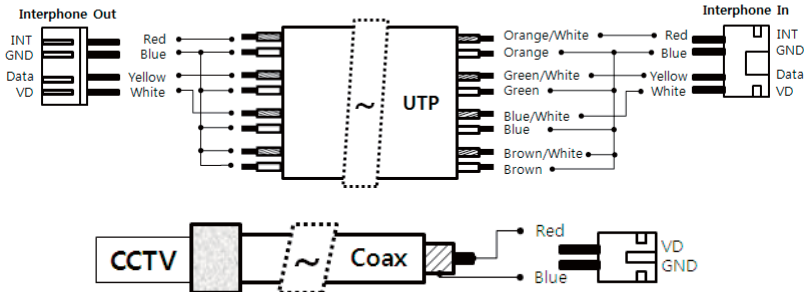 Interphone Out
Interphone In
INT
Red
Orange/White
Red
INT
GND
Blue
Orange
Blue
GND
Data
Yellow
Green/White
Yellow
Data
VD
White
~
UTP
Green
White
VD
Blue/White
Blue
Brown/White
Brown
CCTV
~
Coax
Red
Blue
VD
GND